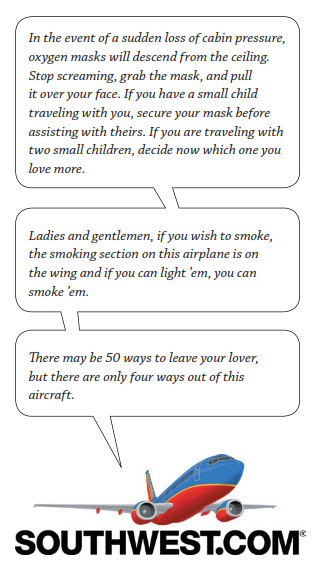 In the event of a sudden loss of cabin pressure,
oxygen masks will descend from the ceiling.
Stop screaming, grab the mask, and pull
it over your face. If you have a small child
traveling with you, secure your mask before
assisting with theirs. If you are traveling with
two small children, decide now which one you
love more.
Ladies and gentlemen, if you wish to smoke,
the smoking section on this airplane is on
the wing and if you can light ’em, you can
smoke ’em.
There may be 50 ways to leave your lover,
but there are only four ways out of this
aircraft.
SOUTHWEST.COM®